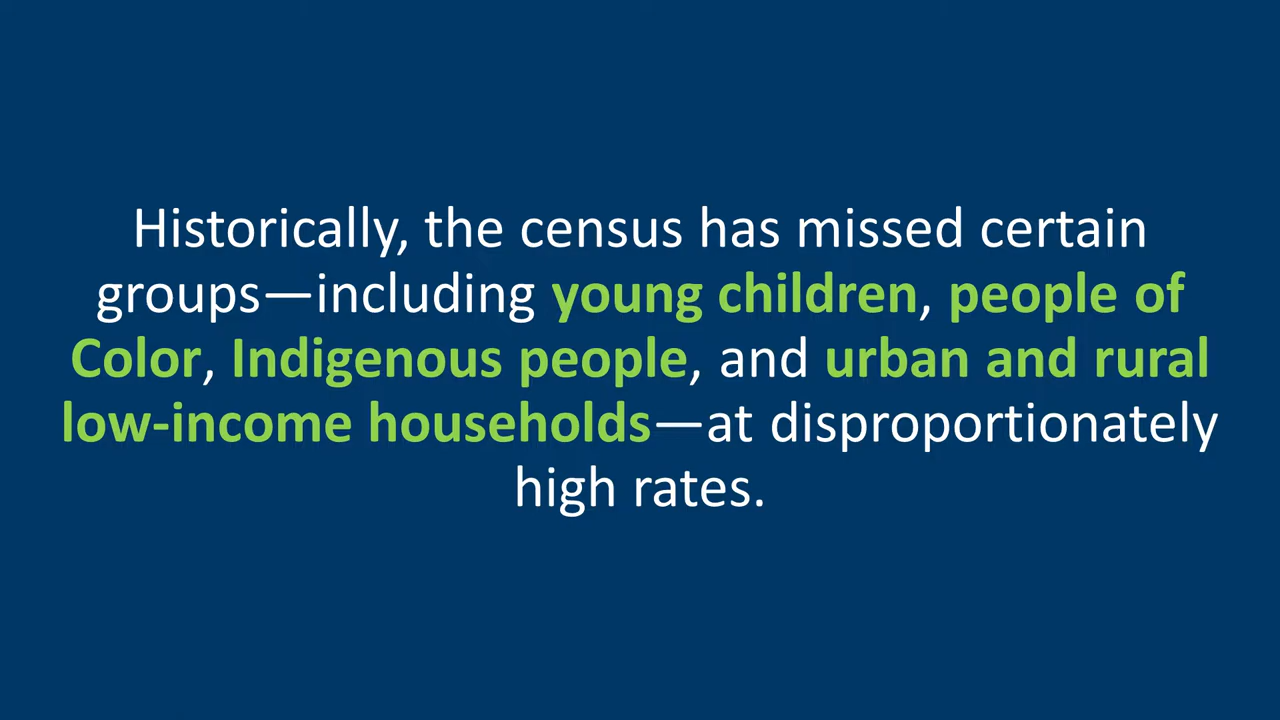 Historically, the census has missed certain
groups—including young children, people of
Color, Indigenous people, and urban and rural
low-income households—at disproportionately
high rates.